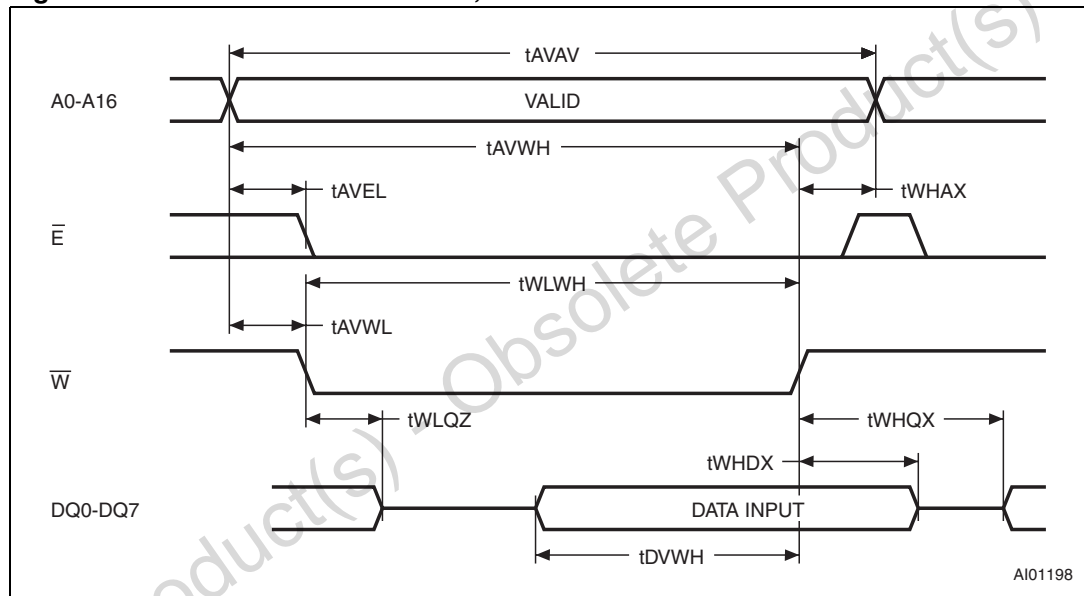 tAVAV
A0-A16
VALID
tAVWH
tAVEL
tWHAX
E
tWLWH
tAVWL
W
tWLQZ
tWHQX
tWHDX
DQ0-DQ7
DATA INPUT
tDVWH
AI01198
Product(s) - Obsolete Product(s)